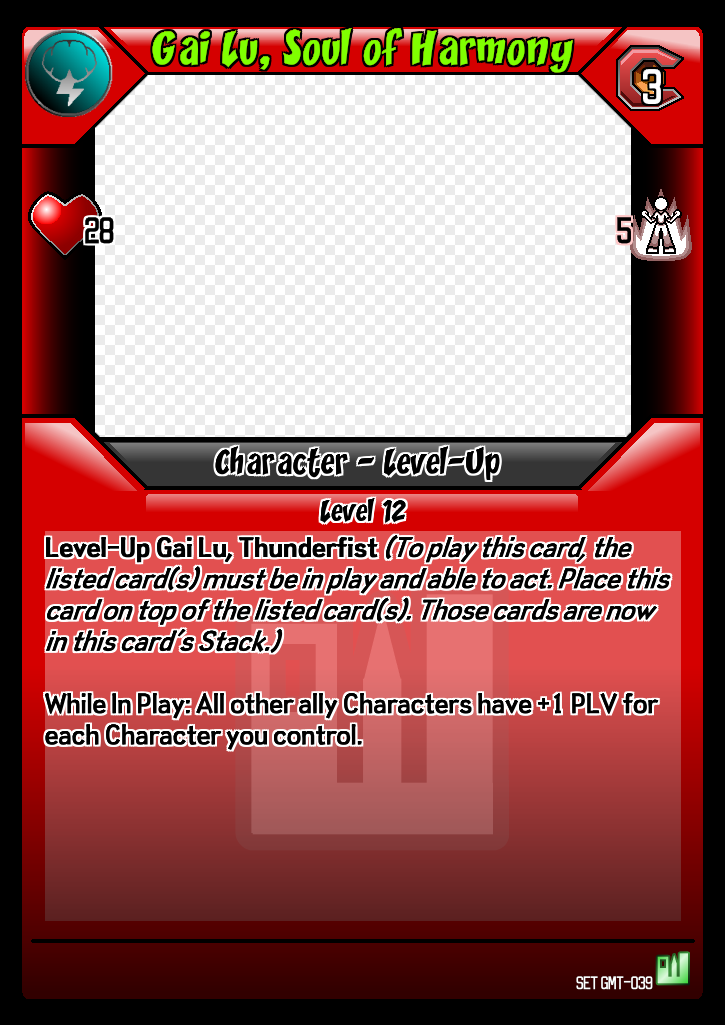 Gai Lu, Soul of Harmony
3
28
5
Character - Level-Up
Level 12
Level-Up Gai Lu, Thunderfist (To play this card, the
listed card(s) must be in play and able to act. Place this
card on top of the listed card(s). Those cards are now
in this card's Stack.)
While In Play: All other ally Characters have +1 PLV for
each Character you control.
SET GMT-039